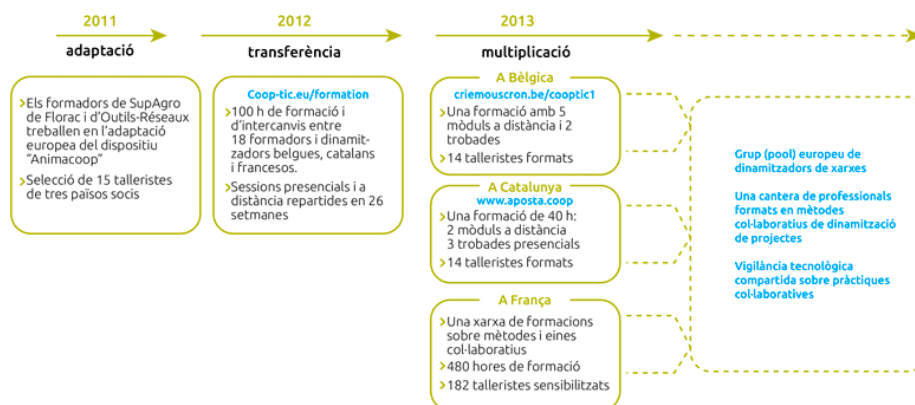 2011
adaptació
Els formadors de SupAgro
de Florac i d'Outils-Réseaux
treballen en l'adaptació
europea del dispositiu
"Animacoop"
Selecció de 15 talleristes
de tres països socis
2012
transferència
Coop-tic.eu/formation
100 h de formació i
d'intercanvis entre
18 formadors i dinamit-
zadors belgues, catalans
i francesos.
Sessions presencials i a
distància repartides en 26
setmanes
2013
multiplicació
A Bèlgica
criemouscron.be/cooptic1
Una formació amb 5
mòduls a distància i 2
trobades
14 talleristes formats
A Catalunya
www.aposta.coop
Una formació de 40 h:
2 mòduls a distància
3 trobades presencials
14 talleristes formats
A França
Una xarxa de formacions
sobre mètodes i eines
col·laboratius
480 hores de formació
182 talleristes sensibilitzats
Grup (pool) europeu de
dinamitzadors de xarxes
Una cantera de professionals
formats en mètodes
col·laboratius de dinamització
de projectes
Vigilància tecnològica
compartida sobre pràctiques
col·laboratives